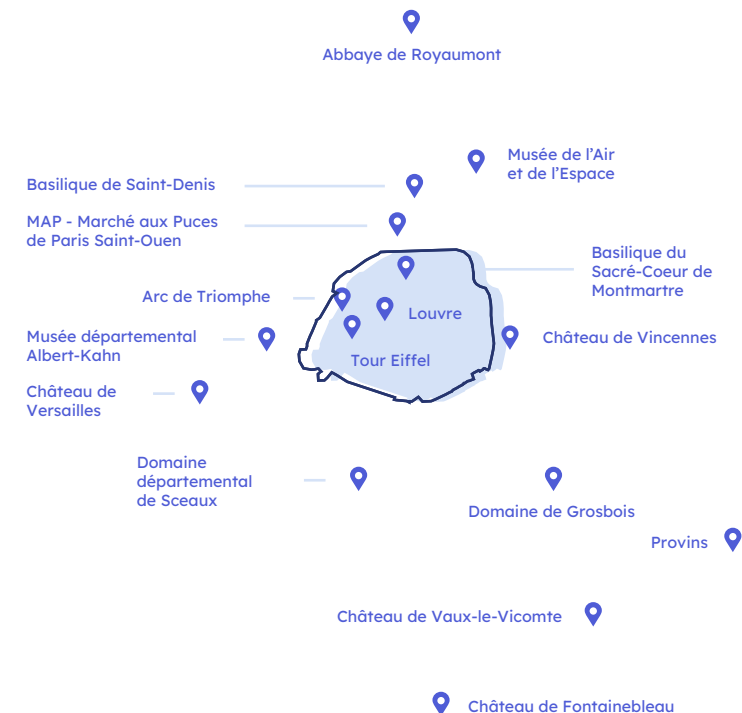 Abbaye de Royaumont
Musée de l’Air
et de l’Espace
Basilique de Saint-Denis
MAP - Marché aux Puces
de Paris Saint-Ouen
Basilique du
Sacré-Coeur de
Montmartre
Arc de Triomphe
Louvre
Musée départemental
Albert-Kahn
Château de Vincennes
Tour Eiffel
Château de
Versailles
Domaine
départemental
de Sceaux
Domaine de Grosbois
Provins
Château de Vaux-le-Vicomte
Château de Fontainebleau